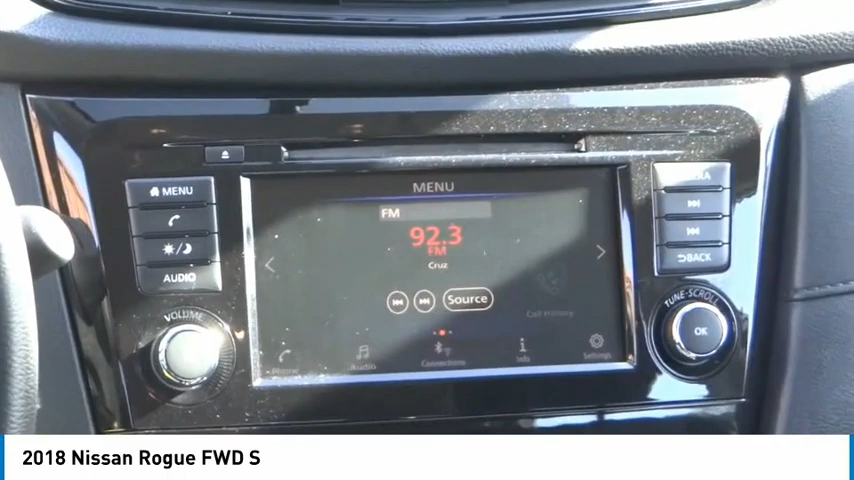 MENU
MENU
AUDIO
VOLUME
FM
92.3
FM
Cruz
Source
Call History
Phone
Audio
Connections
Info
Settings
BACK
TUNE·SCROLL
OK
2018 Nissan Rogue FWD S